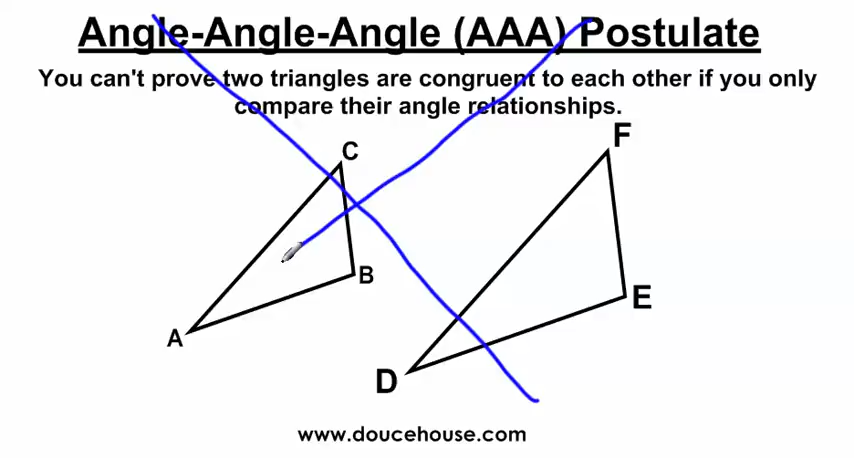 Angle-Angle-Angle (AAA) Postulate
You can't prove two triangles are congruent to each other if you only
compare their angle relationships.
C
F
B
E
A
D
www.doucehouse.com